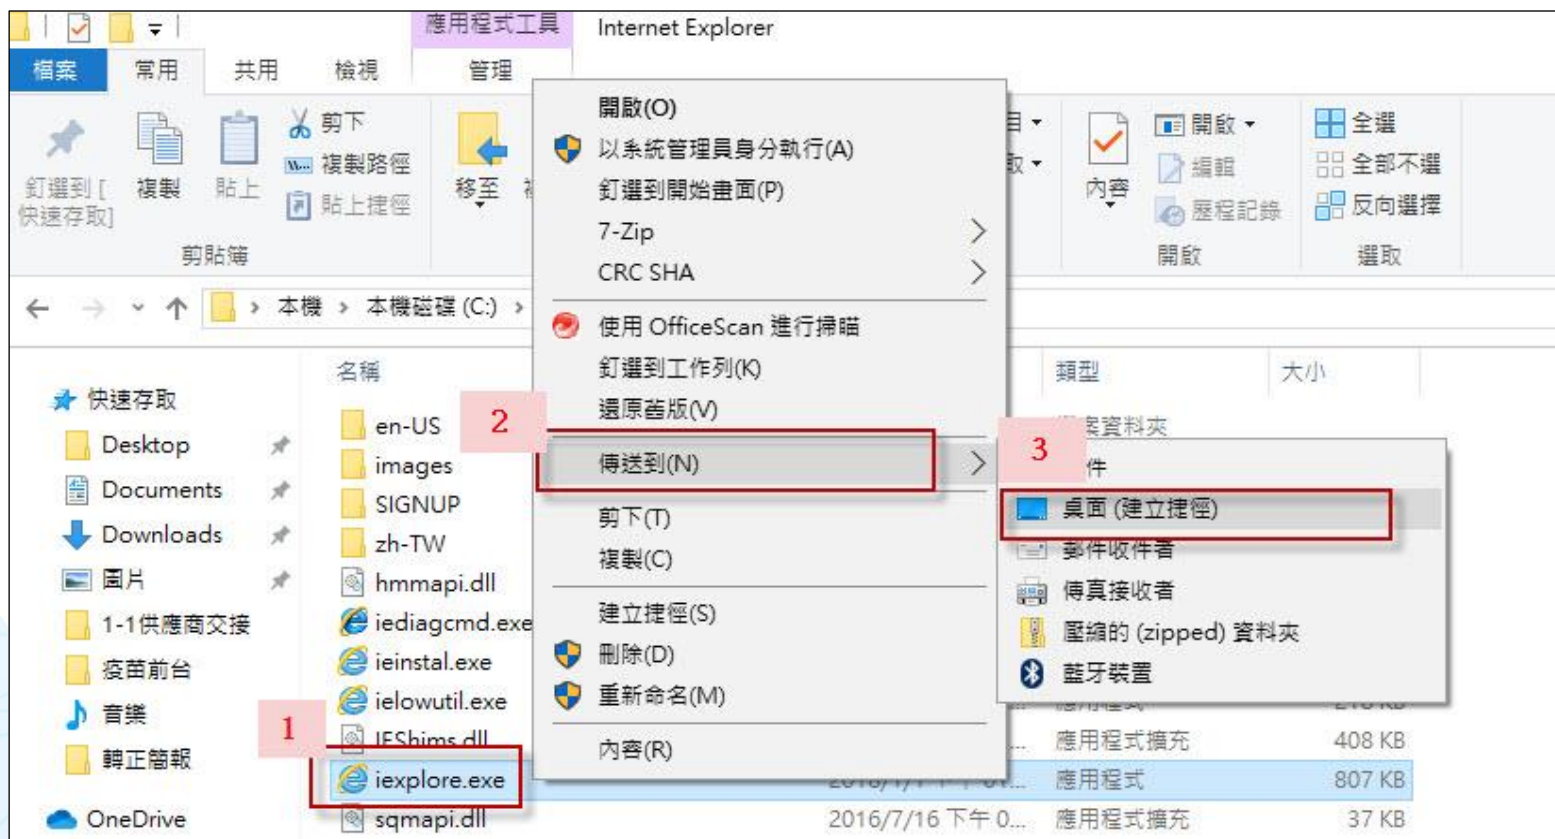 應用程式工具 Internet Explorer
檔案 常用 共用 檢視 管理
釘選到 [
快速存取]
複製
貼上
剪下
複製路徑
貼上捷徑
剪貼簿
移至
內容
開啟
編輯
歷程記錄
開啟
全選
全部不選
反向選擇
選取
本機 本機磁碟 (C:)
快速存取
Desktop
Documents
Downloads
圖片
1-1供應商交接
疫苗前台
音樂
轉正簡報
OneDrive
名稱 類型 大小
en-US
images
SIGNUP
zh-TW
hmmapi.dll
iediagcmd.exe
ieinstal.exe
ielowutil.exe
IEShims.dll 應用程式擴充 408 KB
1
iexplore.exe 應用程式 807 KB
sqmapi.dll 2016/7/16 下午 0... 應用程式擴充 37 KB
開啟(O)
以系統管理員身分執行(A)
釘選到開始畫面(P)
7-Zip
CRC SHA
使用 OfficeScan 進行掃瞄
釘選到工作列(K)
還原舊版(V)
2
傳送到(N)
剪下(T)
複製(C)
建立捷徑(S)
刪除(D)
重新命名(M)
內容(R)
3
桌面 (建立捷徑)
郵件收件者
傳真接收者
壓縮的 (zipped) 資料夾
藍牙裝置